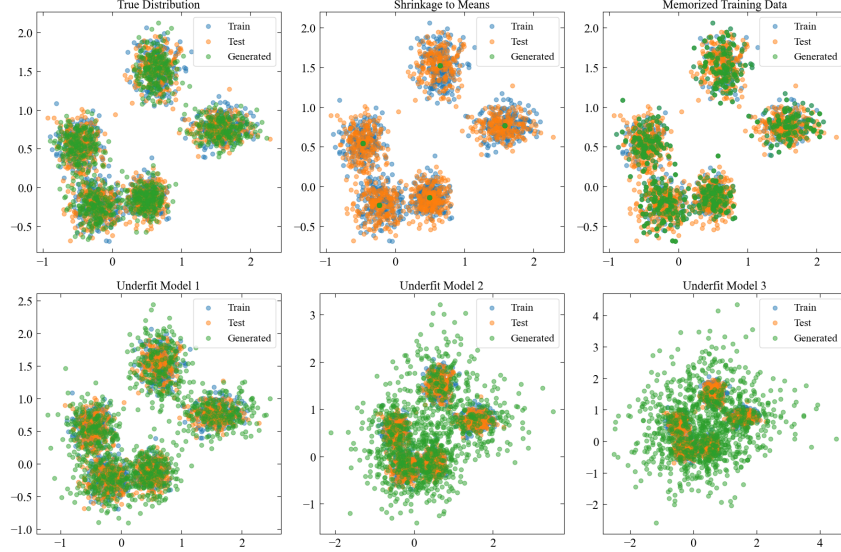 True Distribution
Train
Test
Generated
2.0
1.5
1.0
0.5
0.0
−0.5
−1
0
1
2
Shrinkage to Means
Train
Test
Generated
2.0
1.5
1.0
0.5
0.0
−0.5
−1
0
1
2
Memorized Training Data
Train
Test
Generated
2.0
1.5
1.0
0.5
0.0
−0.5
−1
0
1
2
Underfit Model 1
Train
Test
Generated
2.5
2.0
1.5
1.0
0.5
0.0
−0.5
−1.0
−1
0
1
2
Underfit Model 2
Train
Test
Generated
3
2
1
0
−1
−2
0
2
Underfit Model 3
Train
Test
Generated
4
3
2
1
0
−1
−2
−2
0
2
4